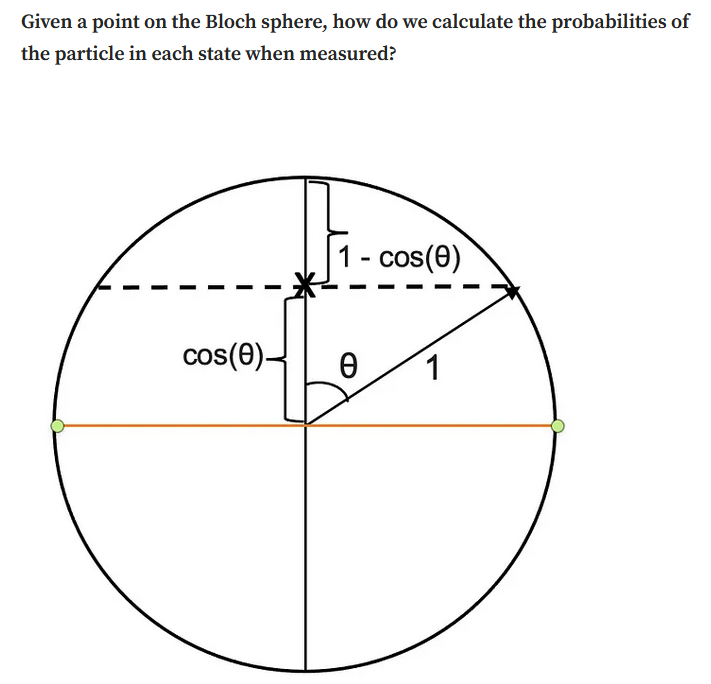 Given a point on the Bloch sphere, how do we calculate the probabilities of
the particle in each state when measured?
1 - cos(θ)
X
cos(θ)
θ
1